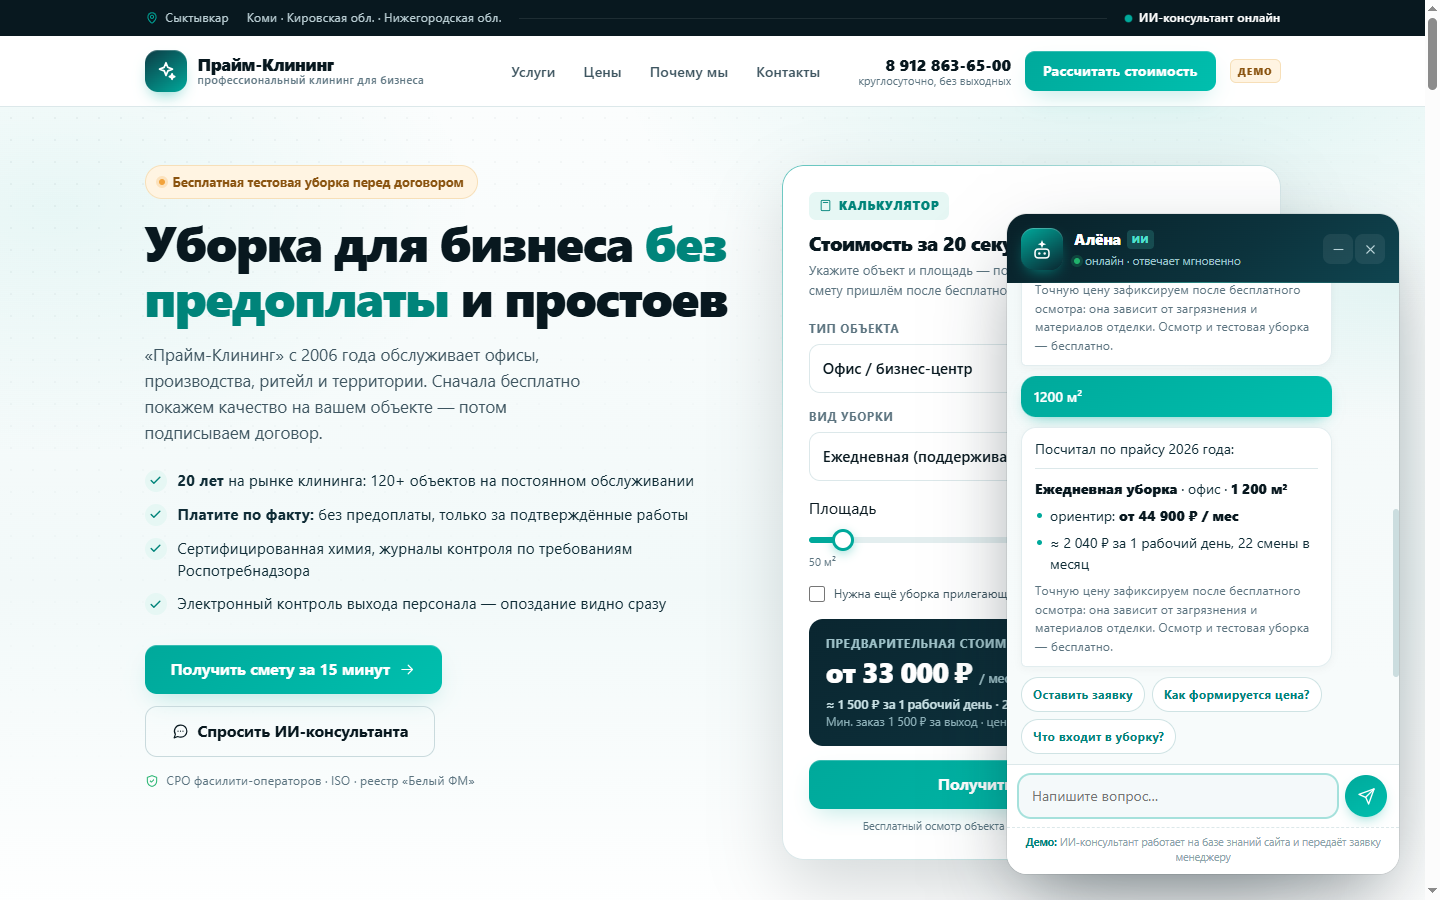 Сыктывкар
Коми · Кировская обл. · Нижегородская обл.
ИИ-консультант онлайн
Прайм-Клининг
профессиональный клининг для бизнеса
Услуги
Цены
Почему мы
Контакты
8 912 863-65-00
круглосуточно, без выходных
Рассчитать стоимость
ДЕМО
Бесплатная тестовая уборка перед договором
Уборка для бизнеса без
предоплаты и простоев
«Прайм-Клининг» с 2006 года обслуживает офисы,
производства, ритейл и территории. Сначала бесплатно
покажем качество на вашем объекте — потом
подписываем договор.
20 лет на рынке клининга: 120+ объектов на постоянном обслуживании
Платите по факту: без предоплаты, только за подтверждённые работы
Сертифицированная химия, журналы контроля по требованиям
Роспотребнадзора
Электронный контроль выхода персонала — опоздание видно сразу
Получить смету за 15 минут
Спросить ИИ-консультанта
СРО фасилити-операторов · ISO · реестр «Белый ФМ»
КАЛЬКУЛЯТОР
Стоимость за 20 секу
Укажите объект и площадь — по
смету пришлём после бесплатно
ТИП ОБЪЕКТА
Офис / бизнес-центр
ВИД УБОРКИ
Ежедневная (поддержива
Площадь
50 м²
Нужна ещё уборка прилегающ
ПРЕДВАРИТЕЛЬНАЯ СТОИМ
от 33 000 ₽ / мес
≈ 1 500 ₽ за 1 рабочий день · 2
Мин. заказ 1 500 ₽ за выход · цен
Получить
Бесплатный осмотр объекта
Алёна ИИ
онлайн · отвечает мгновенно
Точную цену зафиксируем после бесплатного
осмотра: она зависит от загрязнения и
материалов отделки. Осмотр и тестовая уборка
— бесплатно.
1200 м²
Посчитал по прайсу 2026 года:
Ежедневная уборка · офис · 1 200 м²
ориентир: от 44 900 ₽ / мес
≈ 2 040 ₽ за 1 рабочий день, 22 смены в
месяц
Точную цену зафиксируем после бесплатного
осмотра: она зависит от загрязнения и
материалов отделки. Осмотр и тестовая уборка
— бесплатно.
Оставить заявку
Как формируется цена?
Что входит в уборку?
Напишите вопрос...
Демо: ИИ-консультант работает на базе знаний сайта и передаёт заявку
менеджеру